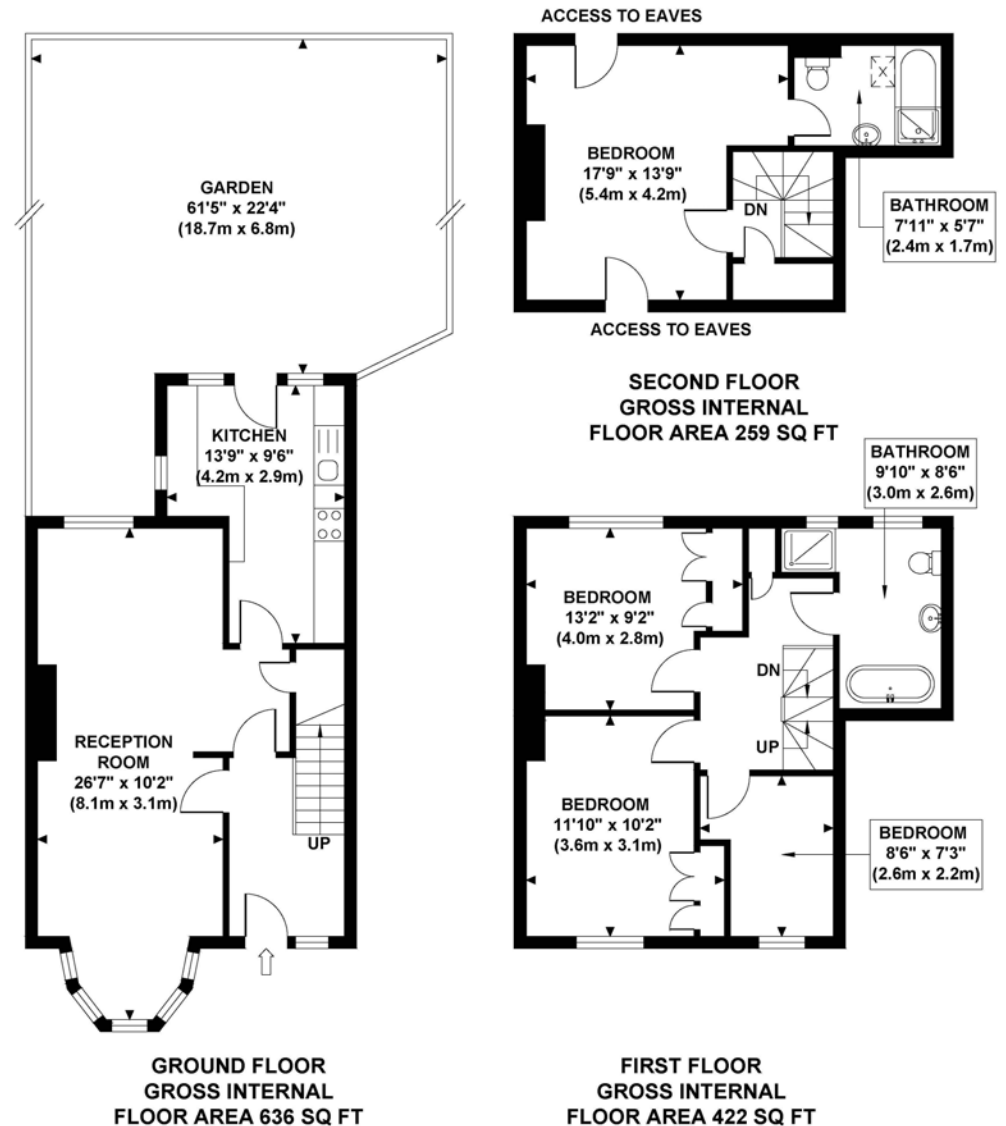 GARDEN
61'5" x 22'4"
(18.7m x 6.8m)
KITCHEN
13'9" x 9'6"
(4.2m x 2.9m)
RECEPTION
ROOM
26'7" x 10'2"
(8.1m x 3.1m)
UP
GROUND FLOOR
GROSS INTERNAL
FLOOR AREA 636 SQ FT
ACCESS TO EAVES
BEDROOM
17'9" x 13'9"
(5.4m x 4.2m)
DN
BATHROOM
7'11" x 5'7"
(2.4m x 1.7m)
ACCESS TO EAVES
SECOND FLOOR
GROSS INTERNAL
FLOOR AREA 259 SQ FT
BATHROOM
9'10" x 8'6"
(3.0m x 2.6m)
BEDROOM
13'2" x 9'2"
(4.0m x 2.8m)
DN
UP
BEDROOM
11'10" x 10'2"
(3.6m x 3.1m)
BEDROOM
8'6" x 7'3"
(2.6m x 2.2m)
FIRST FLOOR
GROSS INTERNAL
FLOOR AREA 422 SQ FT